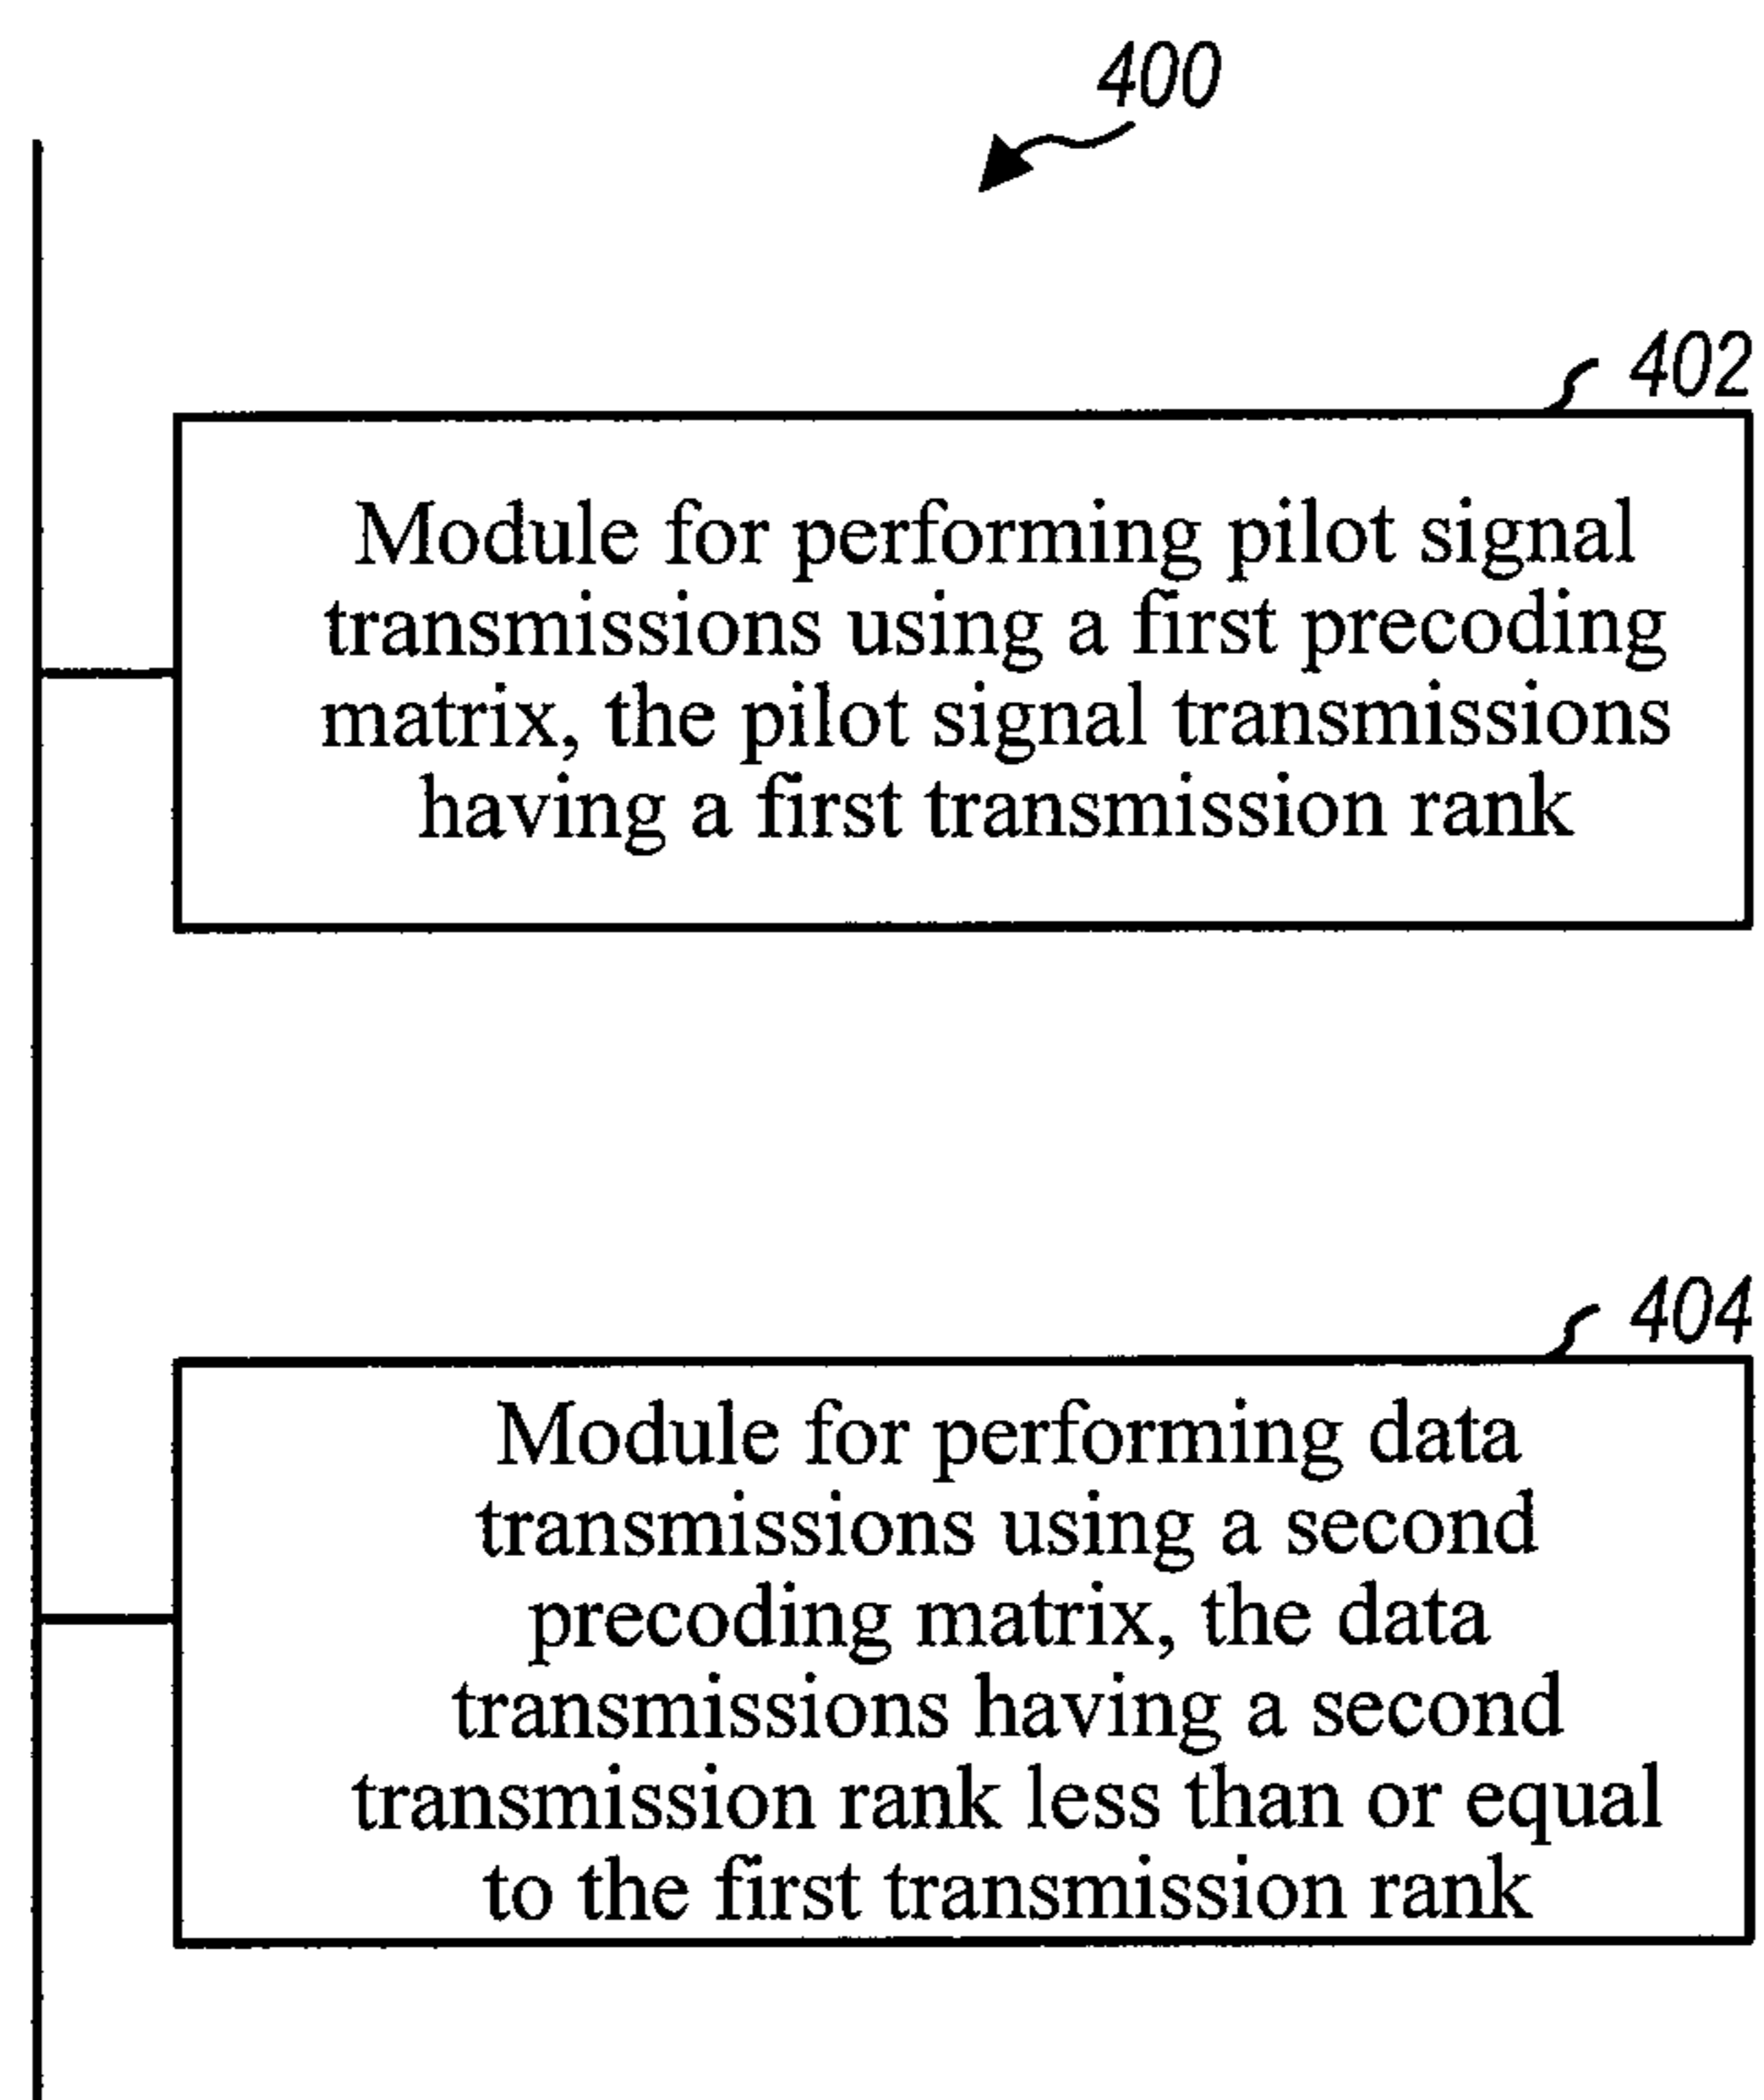 400
402
Module for performing pilot signal
transmissions using a first precoding
matrix, the pilot signal transmissions
having a first transmission rank
404
Module for performing data
transmissions using a second
precoding matrix, the data
transmissions having a second
transmission rank less than or equal
to the first transmission rank